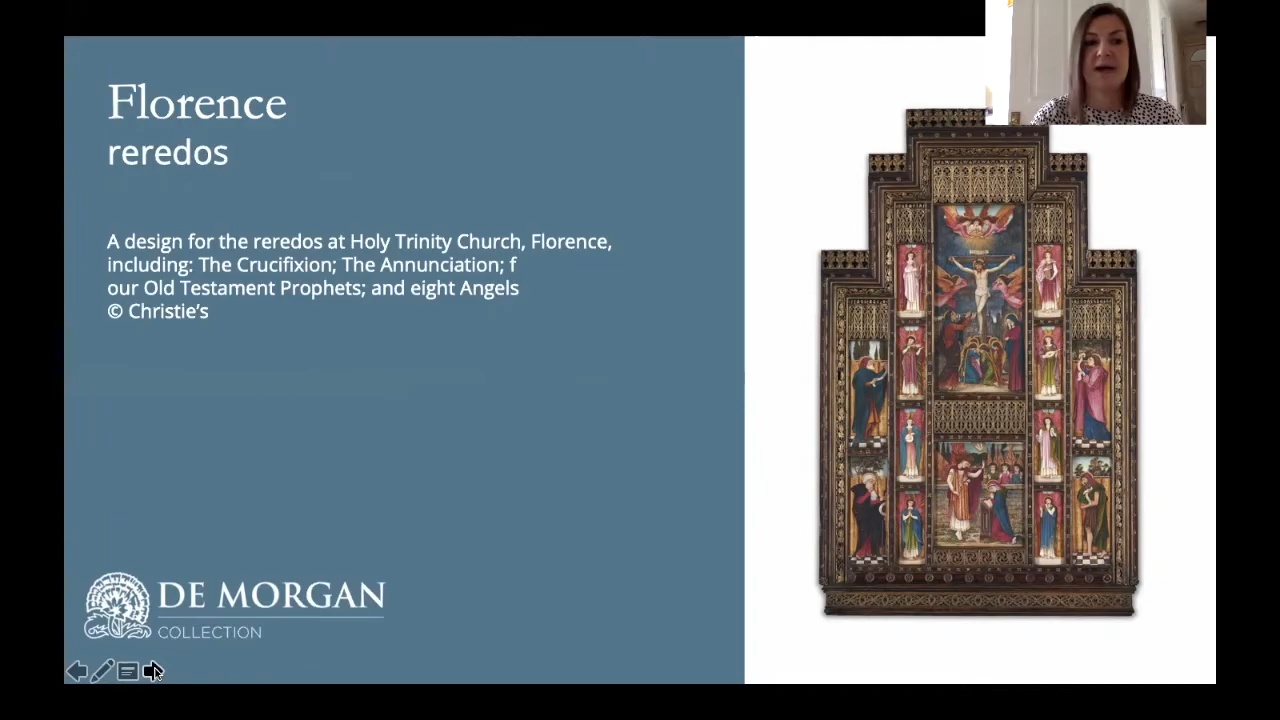 Florence
reredos
A design for the reredos at Holy Trinity Church, Florence,
including: The Crucifixion; The Annunciation; f
our Old Testament Prophets; and eight Angels
© Christie's
DE MORGAN
COLLECTION